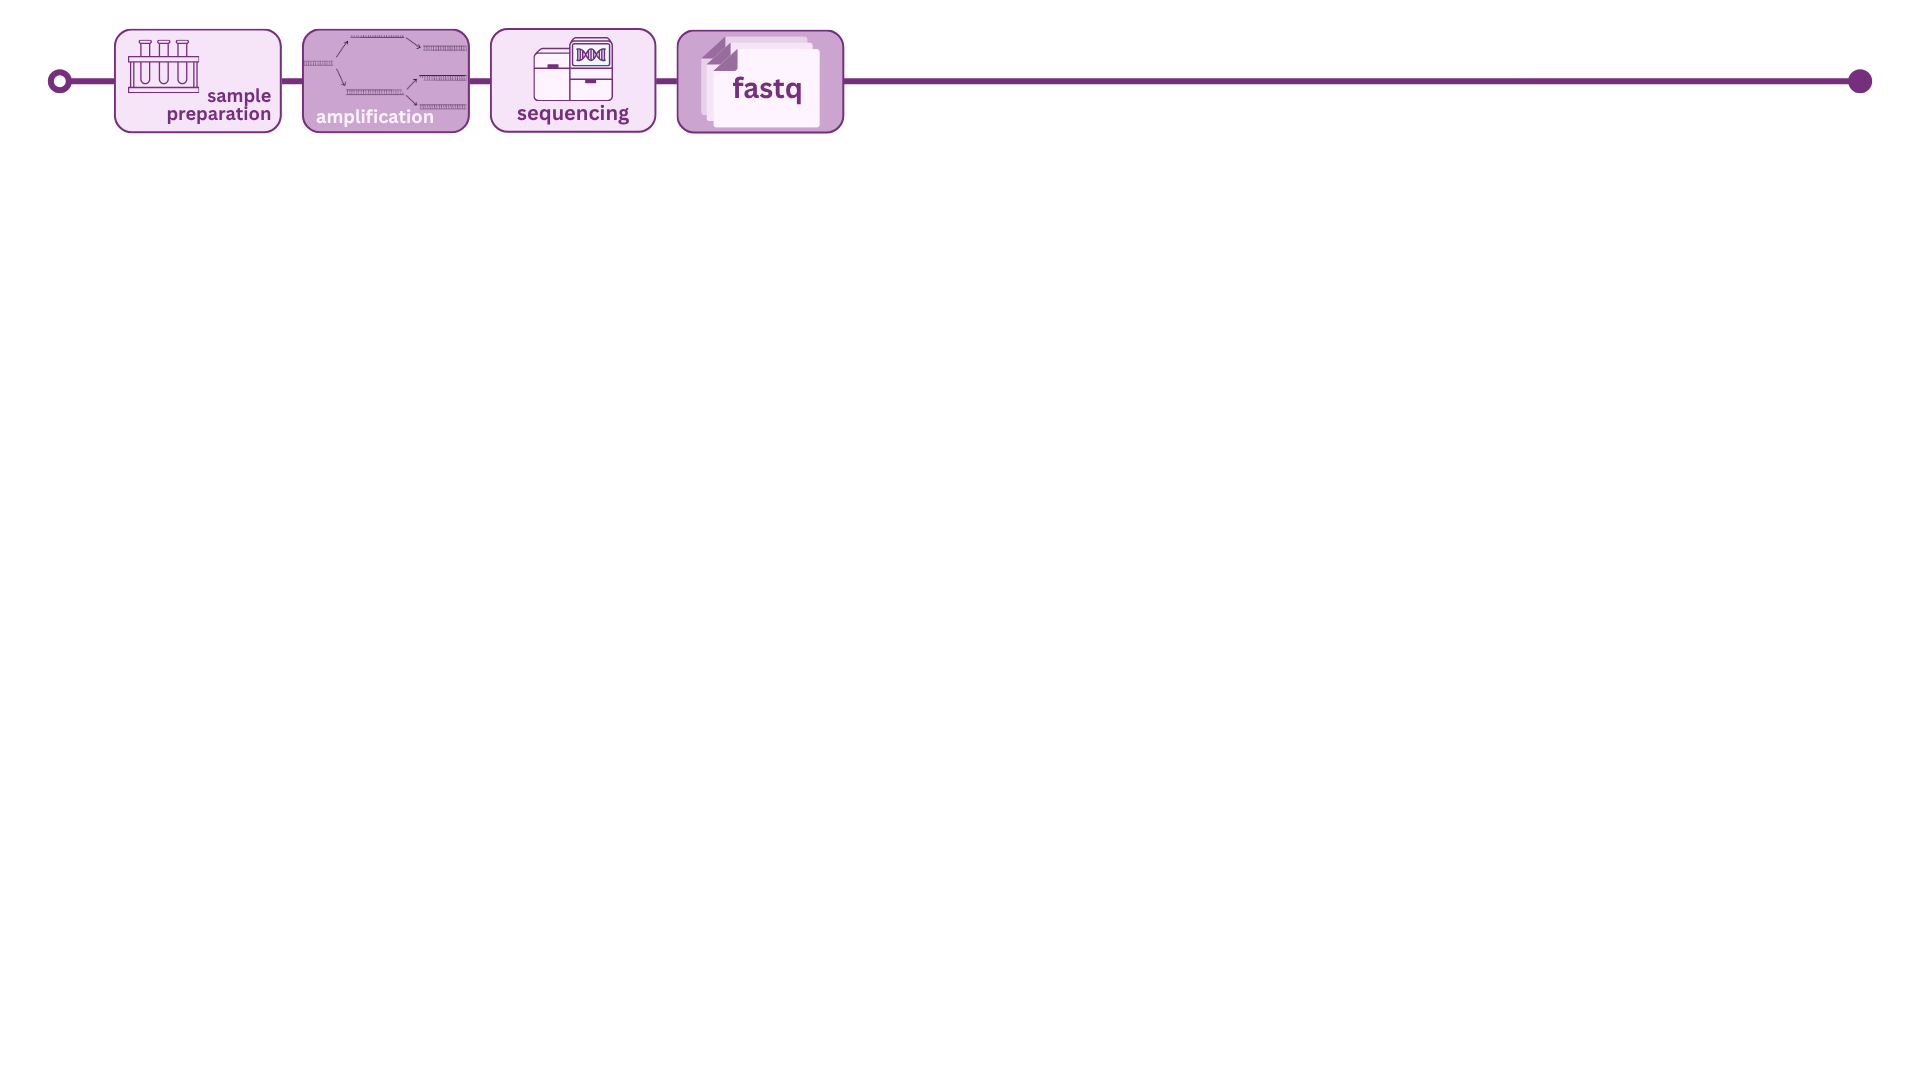 sample
preparation
amplification
sequencing
fastq